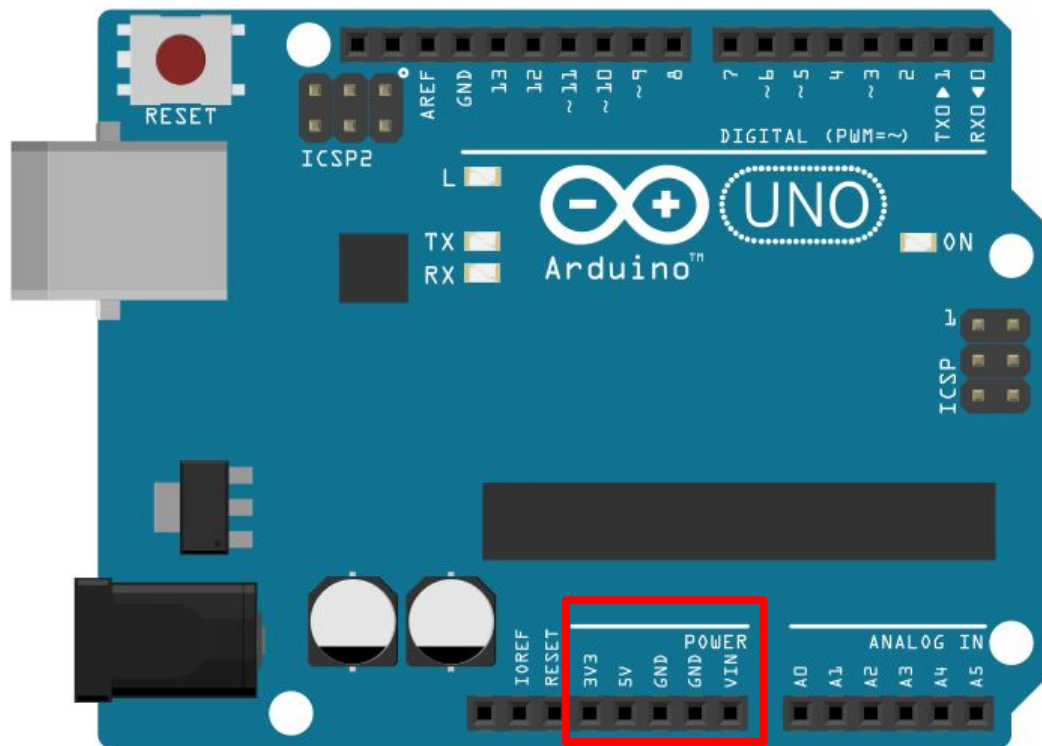 RESET
ICSP2
AREF
GND
13
12
~11
~10
~9
8
7
~6
~5
4
~3
2
TX0▶1
RX0◀0
DIGITAL (PWM=~)
L
TX
RX
UNO
Arduino™
ON
1
ICSP
POWER
ANALOG IN
IOREF
RESET
3V3
5V
GND
GND
VIN
A0
A1
A2
A3
A4
A5